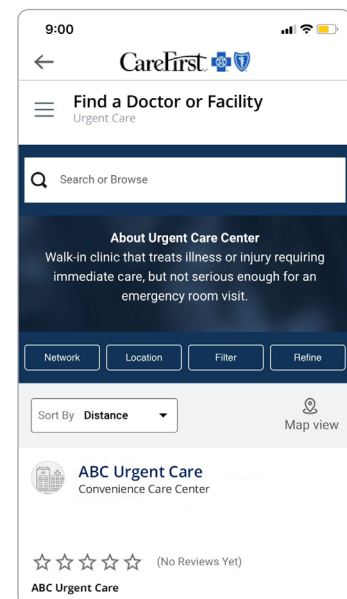 9:00
CareFirst
Find a Doctor or Facility
Urgent Care
Search or Browse
About Urgent Care Center
Walk-in clinic that treats illness or injury requiring
immediate care, but not serious enough for an
emergency room visit.
Network Location Filter Refine
Sort By Distance
Map view
ABC Urgent Care
Convenience Care Center
(No Reviews Yet)
ABC Urgent Care